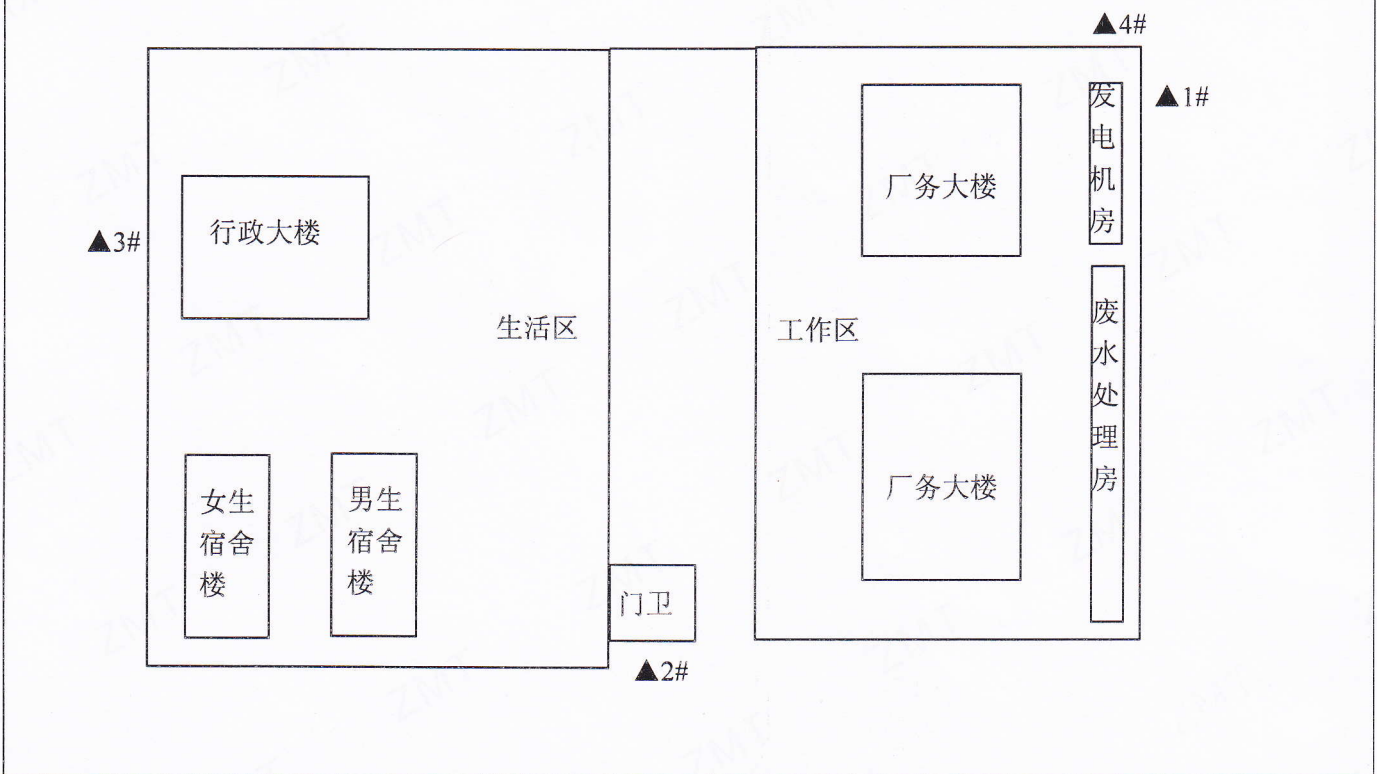 ▲4#
▲1#
发
电
机
房
厂务大楼
行政大楼
▲3#
生活区
工作区
废
水
处
理
房
厂务大楼
女生
宿舍
楼
男生
宿舍
楼
门卫
▲2#
ZMT